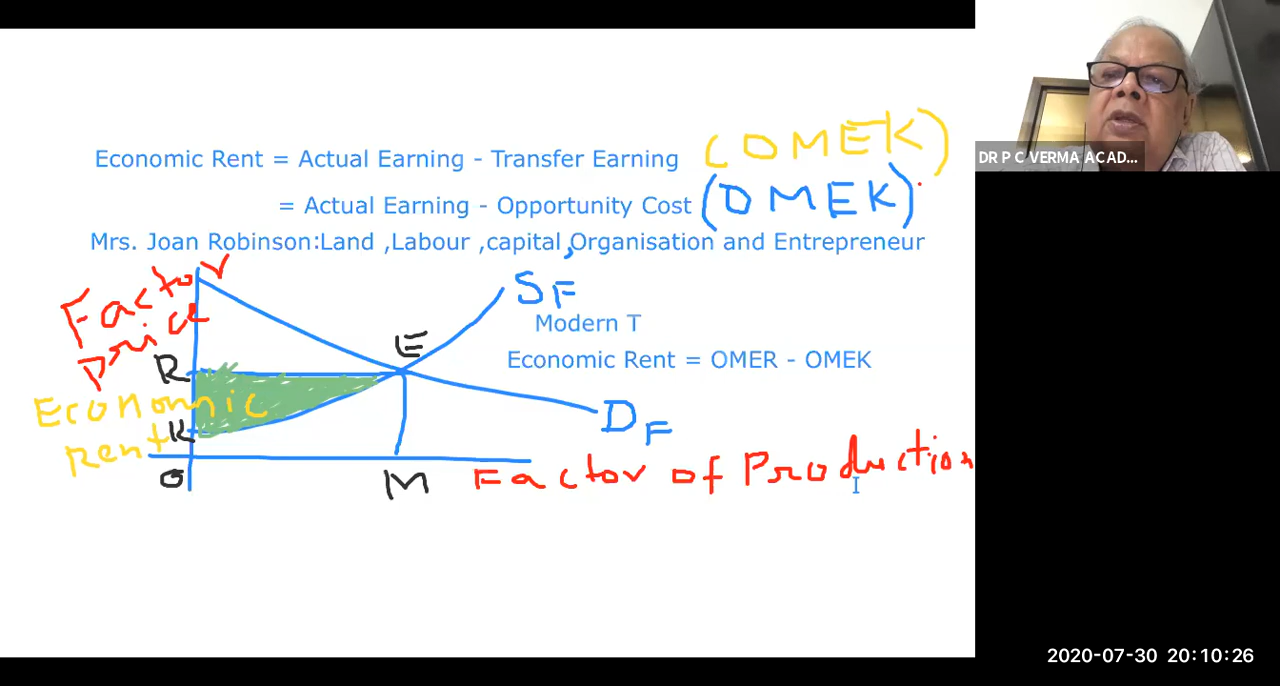 DR P C VERMA ACAD...
Economic Rent = Actual Earning - Transfer Earning (OMEK)
= Actual Earning - Opportunity Cost (OMEK)
Mrs. Joan Robinson:Land ,Labour ,capital,Organisation and Entrepreneur
Factor
Price
SF
Modern T
E
Economic Rent = OMER - OMEK
R
Economic
DF
K
Rent
O
M
Factor of Production
2020-07-30 20:10:26